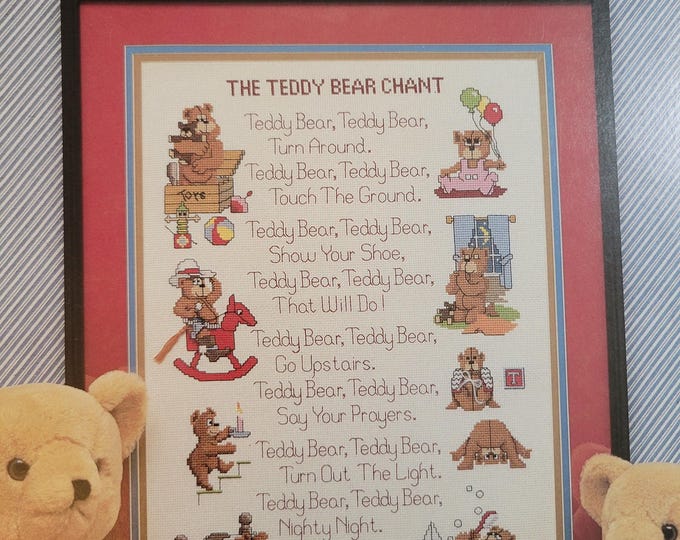 THE TEDDY BEAR CHANT
Teddy Bear, Teddy Bear,
Turn Around.
Teddy Bear, Teddy Bear,
Touch The Ground.
Toys
Teddy Bear, Teddy Bear,
Show Your Shoe,
Teddy Bear, Teddy Bear,
That Will Do!
Teddy Bear, Teddy Bear,
Go Upstairs.
Teddy Bear, Teddy Bear,
Say Your Prayers.
T
Teddy Bear, Teddy Bear,
Turn Out The Light.
Teddy Bear, Teddy Bear,
Nighty Night.